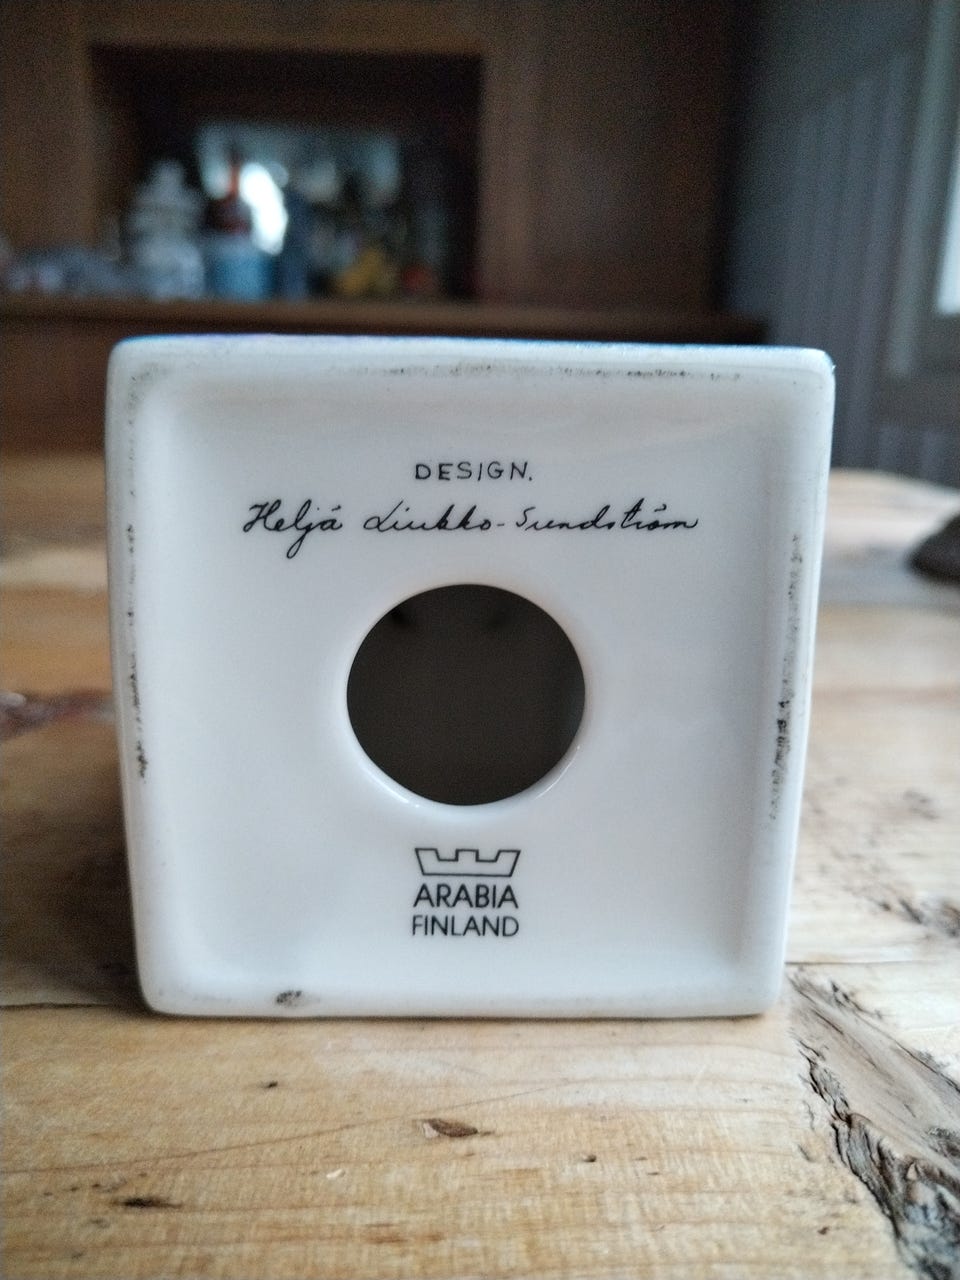 DESIGN.
Heljä Liukko-Sundström
ARABIA
FINLAND